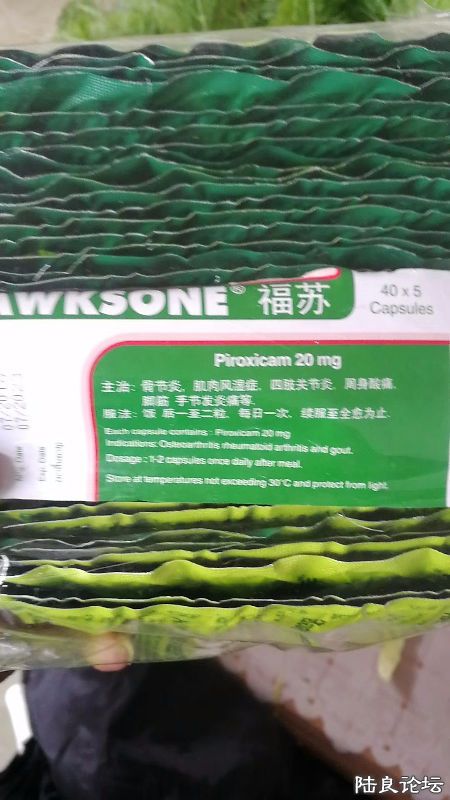 AWKSONE® 福苏
40 x 5
Capsules
Piroxicam 20 mg
主治: 骨节炎, 肌肉风湿症, 四肢关节炎, 周身酸痛,
脚筋 手节发炎痛等.
服法: 饭 后一至二粒, 每日一次, 续服至全愈为止.
Each capsule contains : Piroxicam 20 mg
Indications: Osteoarthritis rheumatoid arthritis and gout.
Dosage : 1-2 capsules once daily after meal.
Store at temperatures not exceeding 30°C and protect from light.
陆良论坛